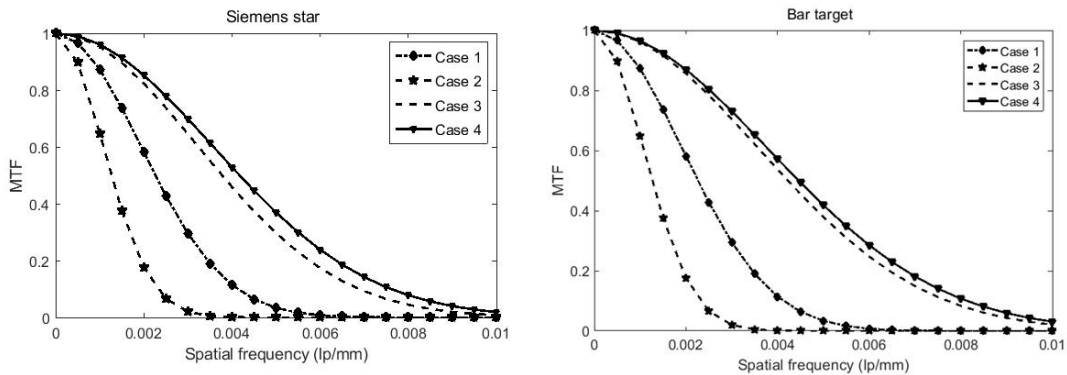 Siemens star
1
0.8
0.6
0.4
0.2
0
MTF
0
0.002
0.004
0.006
0.008
0.01
Spatial frequency (lp/mm)
Case 1
Case 2
Case 3
Case 4
Bar target
1
0.8
0.6
0.4
0.2
0
MTF
0
0.002
0.004
0.006
0.008
0.01
Spatial frequency (lp/mm)
Case 1
Case 2
Case 3
Case 4